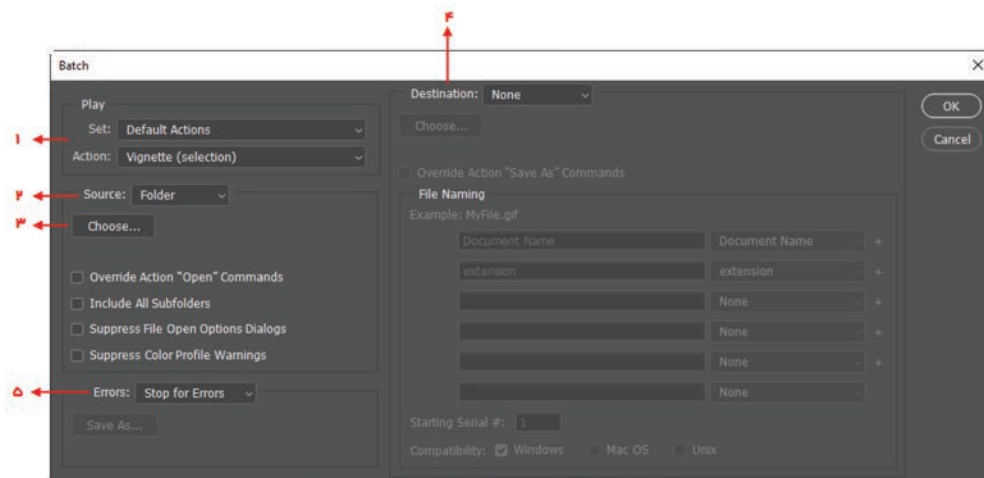 ۴
Batch
Play
Set: Default Actions
۱
Action: Vignette (selection)
۲
Source: Folder
۳
Choose...
Override Action "Open" Commands
Include All Subfolders
Suppress File Open Options Dialogs
Suppress Color Profile Warnings
۵
Errors: Stop for Errors
Save As...
Destination: None
Choose...
Override Action "Save As" Commands
File Naming
Example: MyFile.gif
Document Name Document Name +
extension extension +
None +
None +
None +
None
Starting Serial #: 1
Compatibility: Windows Mac OS Unix
OK
Cancel